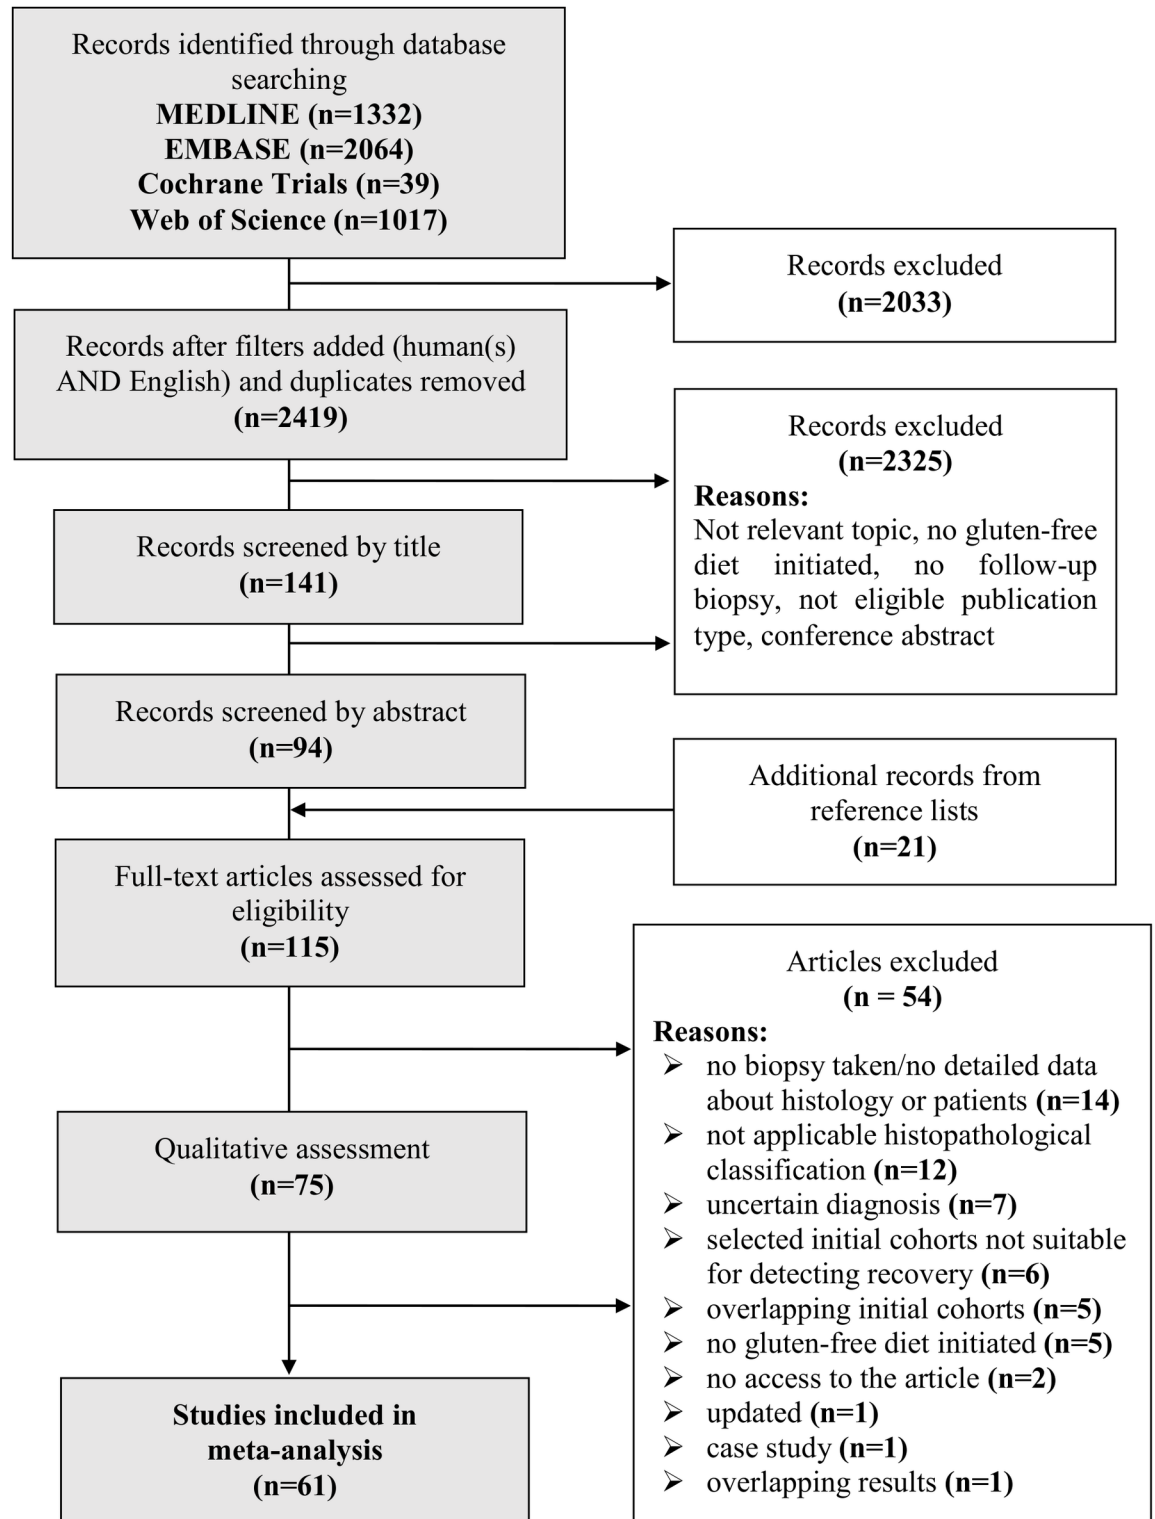 Records identified through database
searching
MEDLINE (n=1332)
EMBASE (n=2064)
Cochrane Trials (n=39)
Web of Science (n=1017)
Records excluded
(n=2033)
Records after filters added (human(s)
AND English) and duplicates removed
(n=2419)
Records excluded
(n=2325)
Reasons:
Not relevant topic, no gluten-free
diet initiated, no follow-up
biopsy, not eligible publication
type, conference abstract
Records screened by title
(n=141)
Records screened by abstract
(n=94)
Additional records from
reference lists
(n=21)
Full-text articles assessed for
eligibility
(n=115)
Articles excluded
(n = 54)
Reasons:
➢ no biopsy taken/no detailed data
about histology or patients (n=14)
➢ not applicable histopathological
classification (n=12)
➢ uncertain diagnosis (n=7)
➢ selected initial cohorts not suitable
for detecting recovery (n=6)
➢ overlapping initial cohorts (n=5)
➢ no gluten-free diet initiated (n=5)
➢ no access to the article (n=2)
➢ updated (n=1)
➢ case study (n=1)
➢ overlapping results (n=1)
Qualitative assessment
(n=75)
Studies included in
meta-analysis
(n=61)